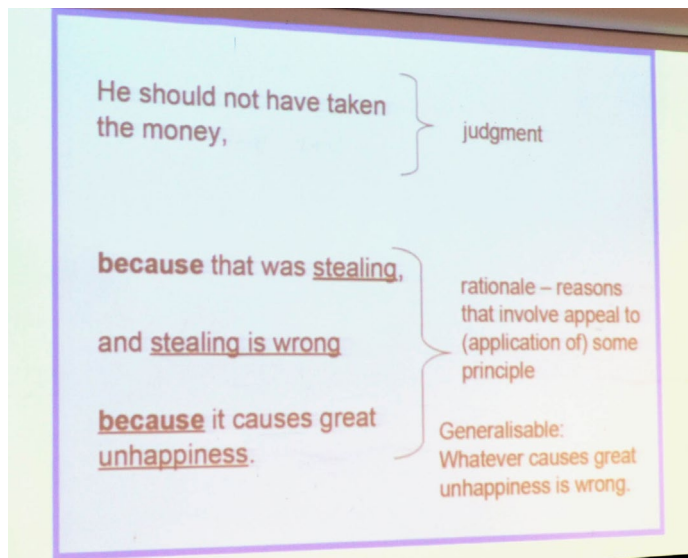 He should not have taken
the money,
judgment
because that was stealing,
and stealing is wrong
because it causes great
unhappiness.
rationale – reasons
that involve appeal to
(application of) some
principle
Generalisable:
Whatever causes great
unhappiness is wrong.